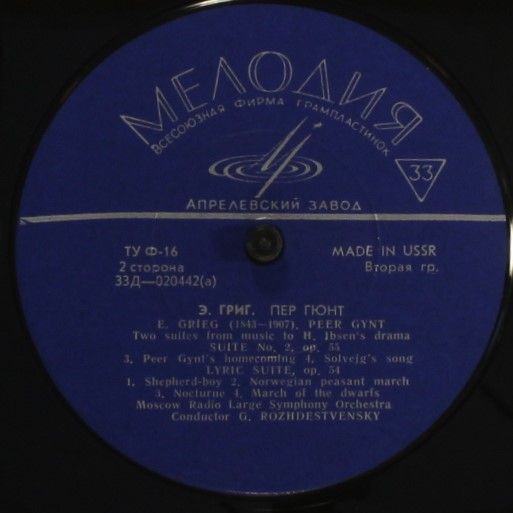 МЕЛОДИЯ
ВСЕСОЮЗНАЯ ФИРМА ГРАМПЛАСТИНОК
33
АПРЕЛЕВСКИЙ ЗАВОД
ТУ Ф-16
MADE IN USSR
2 сторона
Вторая гр.
33Д—020442(а)
Э. ГРИГ. ПЕР ГЮНТ
E. GRIEG (1843—1907), PEER GYNT
Two suites from music to H. Ibsen's drama
SUITE No. 2, op. 55
3. Peer Gynt's homecoming 4. Solvejg's song
LYRIC SUITE, op. 54
1. Shepherd-boy 2. Norwegian peasant march
3. Nocturne 4. March of the dwarfs
Moscow Radio Large Symphony Orchestra
Conductor G. ROZHDESTVENSKY